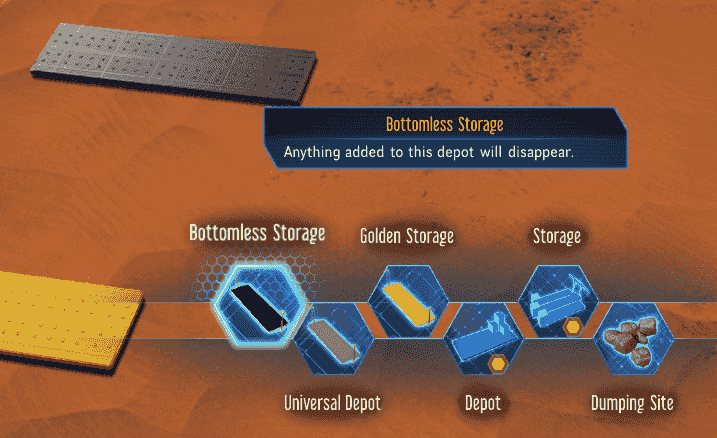 Bottomless Storage
Anything added to this depot will disappear.
Bottomless Storage
Golden Storage
Storage
Universal Depot
Depot
Dumping Site